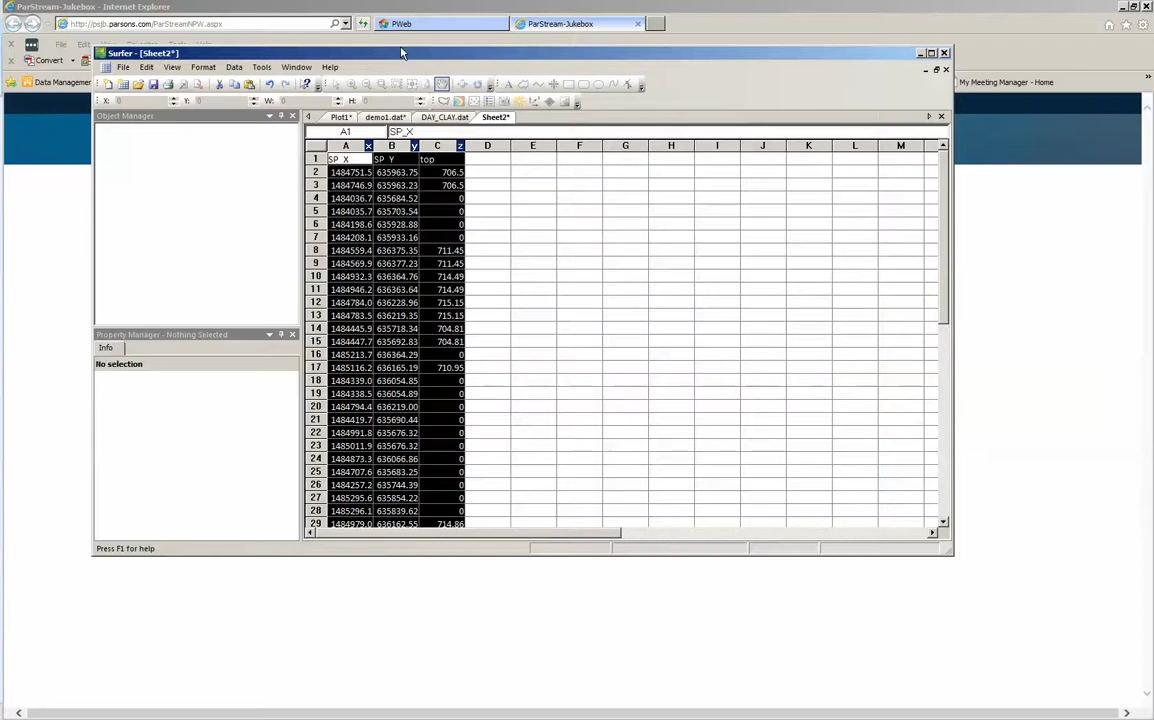 ParStream-Jukebox - Internet Explorer
http://psjb.parsons.com/ParStreamNPW.aspx
PWeb
ParStream-Jukebox
File Edit
Convert
Data Management
My Meeting Manager - Home
Surfer - [Sheet2*]
File Edit View Format Data Tools Window Help
X: 0 Y: 0 W: 0 H: 0
Object Manager
Plot1* demo1.dat* DAY_CLAY.dat Sheet2*
A1 SP_X
A x B y C z D E F G H I J K L M
1 SP_X SP_Y top
2 1484751.5 635963.75 706.5
3 1484746.9 635963.23 706.5
4 1484036.7 635684.52 0
5 1484035.7 635703.54 0
6 1484198.6 635928.88 0
7 1484208.1 635933.16 0
8 1484559.4 636375.35 711.45
9 1484569.9 636377.23 711.45
10 1484932.3 636364.76 714.49
11 1484946.2 636363.64 714.49
12 1484784.0 636228.96 715.15
13 1484783.5 636219.35 715.15
14 1484445.9 635718.34 704.81
15 1484447.7 635692.83 704.81
16 1485213.7 636364.29 0
17 1485116.2 636165.19 710.95
18 1484339.0 636054.85 0
19 1484338.5 636054.89 0
20 1484794.4 636219.00 0
21 1484419.7 635690.44 0
22 1484991.8 635676.32 0
23 1485011.9 635676.32 0
24 1484873.3 636066.86 0
25 1484707.6 635683.25 0
26 1484257.2 635744.39 0
27 1485295.6 635854.22 0
28 1485296.1 635839.62 0
29 1484979.0 636162.55 714.86
Property Manager - Nothing Selected
Info
No selection
Press F1 for help